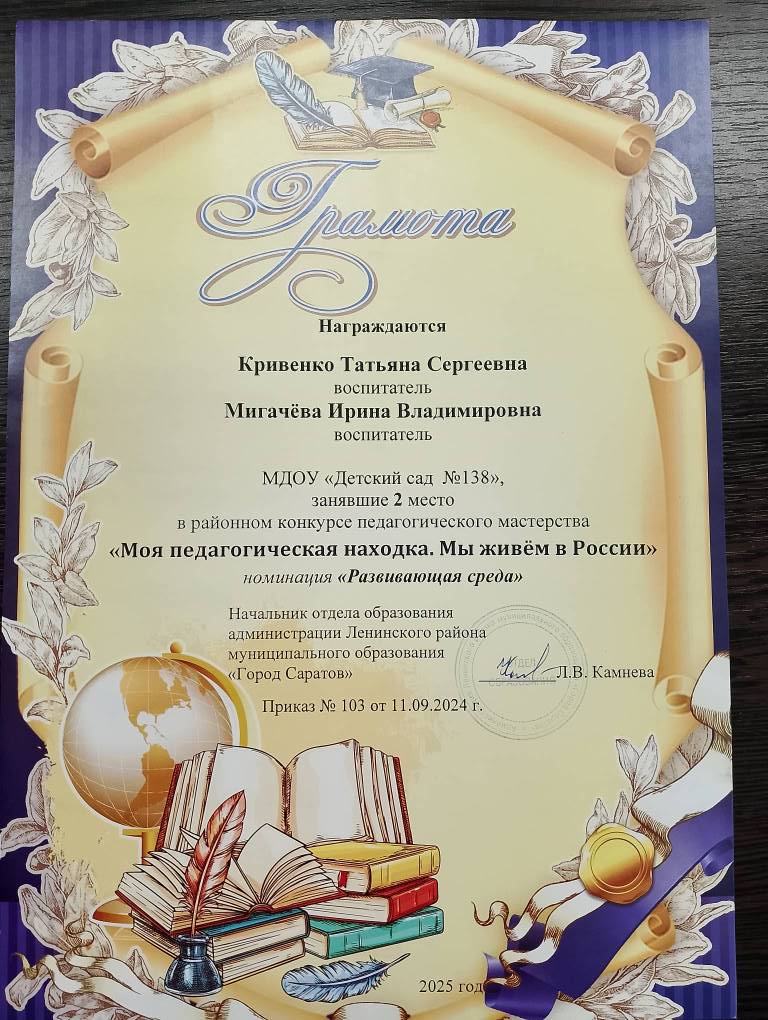 Грамота
Награждаются
Кривенко Татьяна Сергеевна
воспитатель
Мигачёва Ирина Владимировна
воспитатель
МДОУ «Детский сад №138»,
занявшие 2 место
в районном конкурсе педагогического мастерства
«Моя педагогическая находка. Мы живём в России»
номинация «Развивающая среда»
Начальник отдела образования
администрации Ленинского района
муниципального образования
«Город Саратов»
Л.В. Камнева
Приказ № 103 от 11.09.2024 г.
2025 год